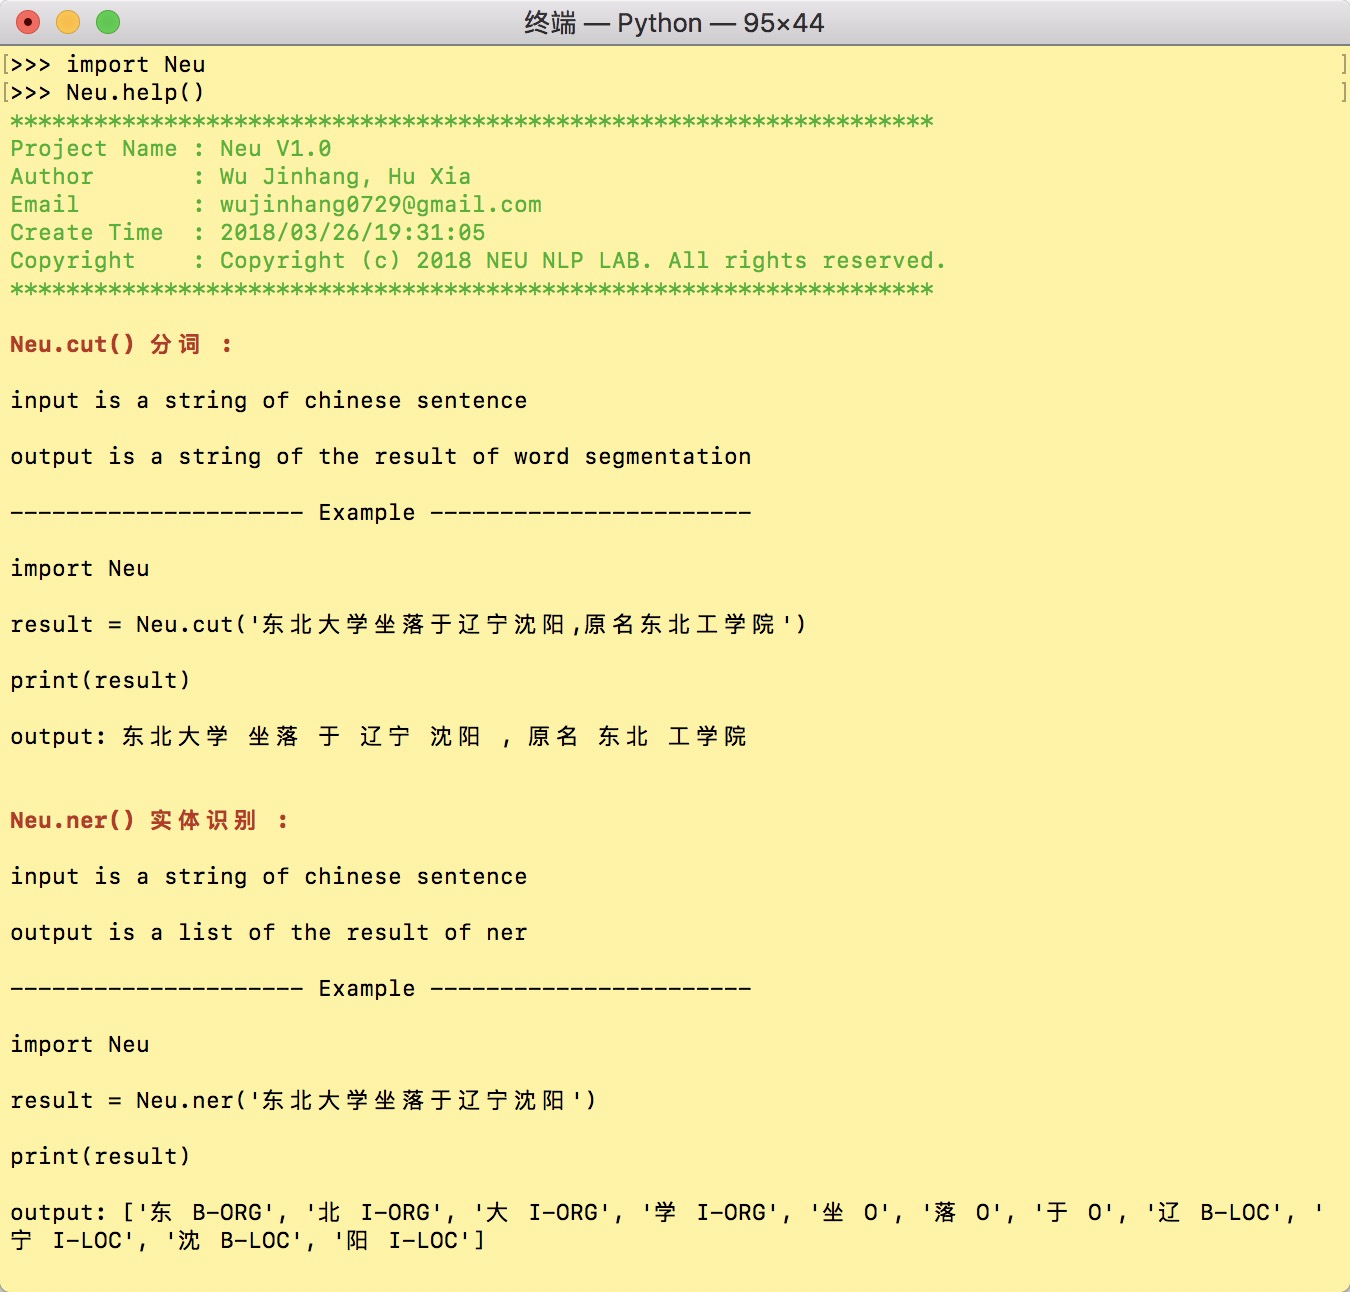 终端 — Python — 95×44
[>>> import Neu ]
[>>> Neu.help() ]
******************************************************************
Project Name : Neu V1.0
Author       : Wu Jinhang, Hu Xia
Email        : wujinhang0729@gmail.com
Create Time  : 2018/03/26/19:31:05
Copyright    : Copyright (c) 2018 NEU NLP LAB. All rights reserved.
******************************************************************
Neu.cut() 分词 :
input is a string of chinese sentence
output is a string of the result of word segmentation
--------------------- Example -----------------------
import Neu
result = Neu.cut('东北大学坐落于辽宁沈阳,原名东北工学院')
print(result)
output: 东北大学 坐落 于 辽宁 沈阳 , 原名 东北 工学院
Neu.ner() 实体识别 :
input is a string of chinese sentence
output is a list of the result of ner
--------------------- Example -----------------------
import Neu
result = Neu.ner('东北大学坐落于辽宁沈阳')
print(result)
output: ['东 B-ORG', '北 I-ORG', '大 I-ORG', '学 I-ORG', '坐 O', '落 O', '于 O', '辽 B-LOC', '
宁 I-LOC', '沈 B-LOC', '阳 I-LOC']